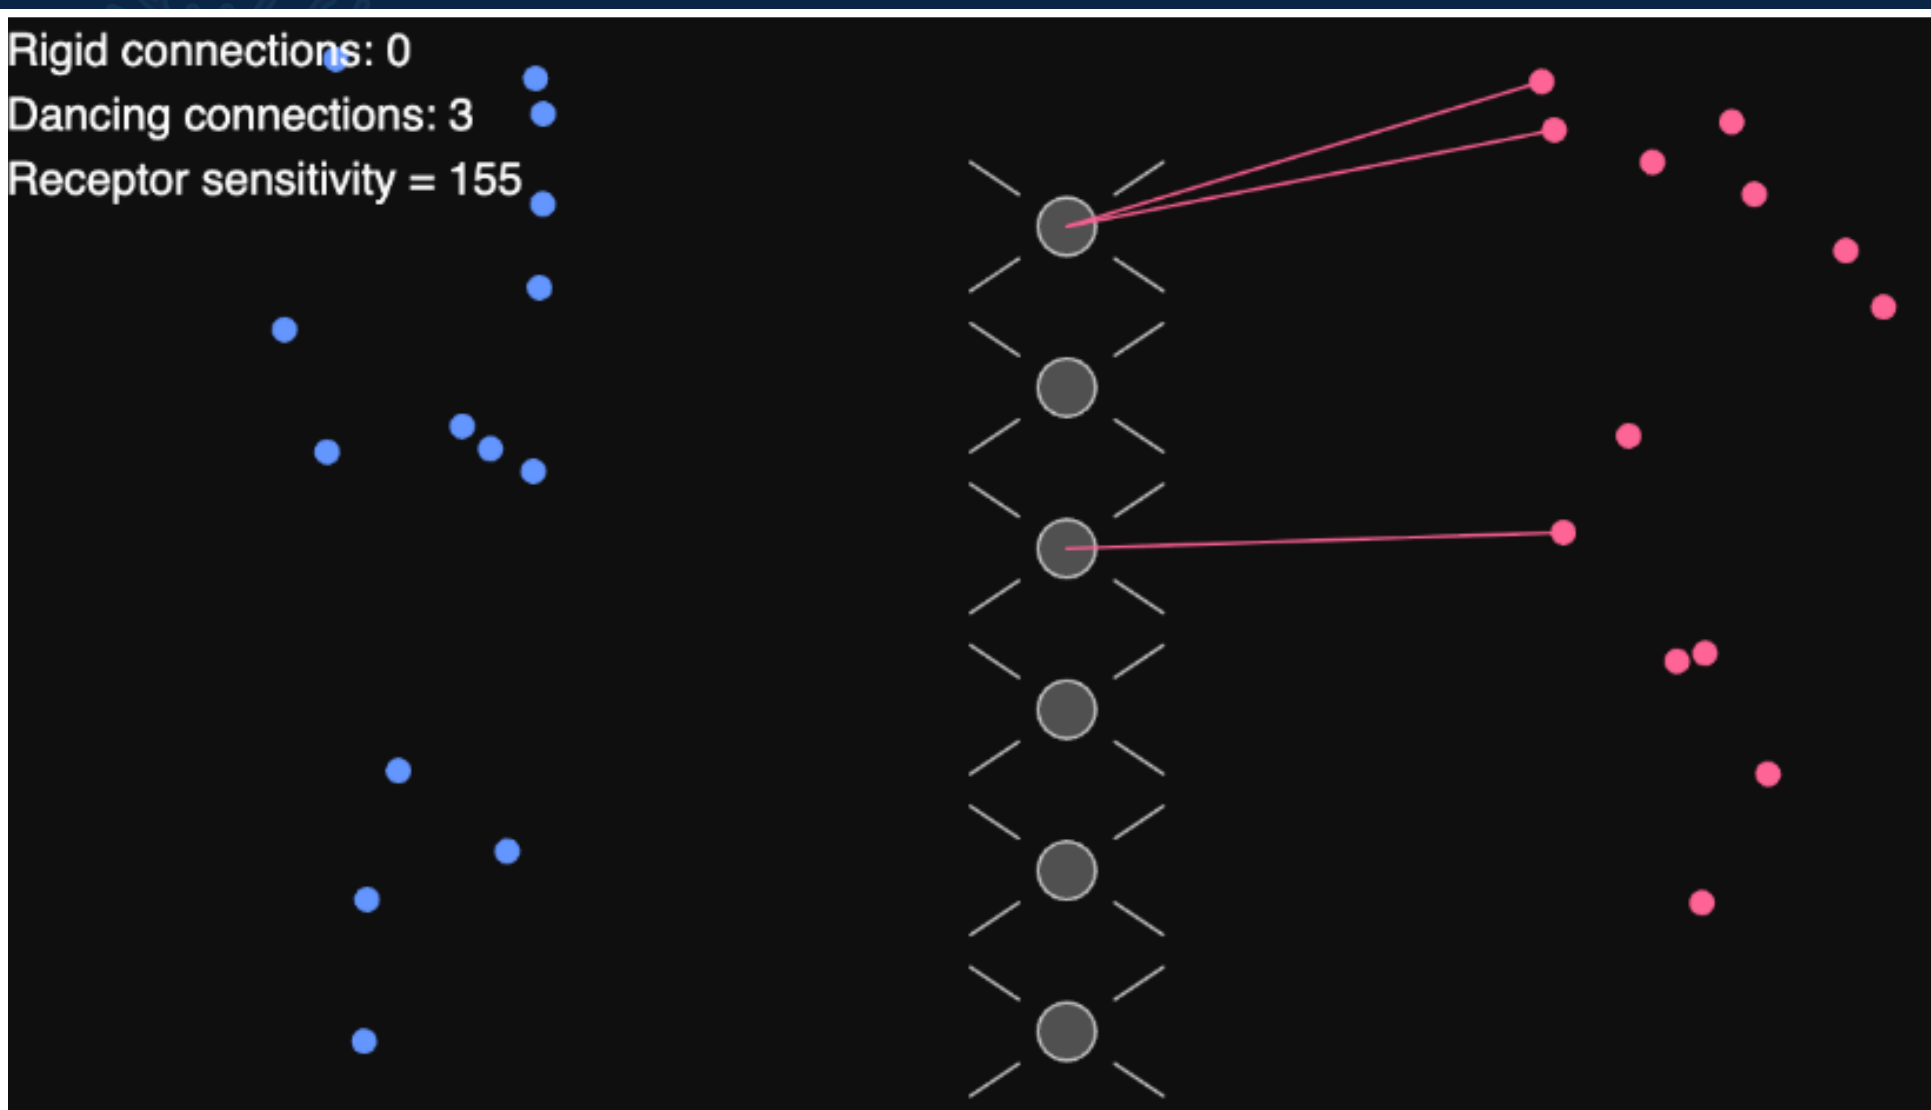 Rigid connections: 0
Dancing connections: 3
Receptor sensitivity = 155